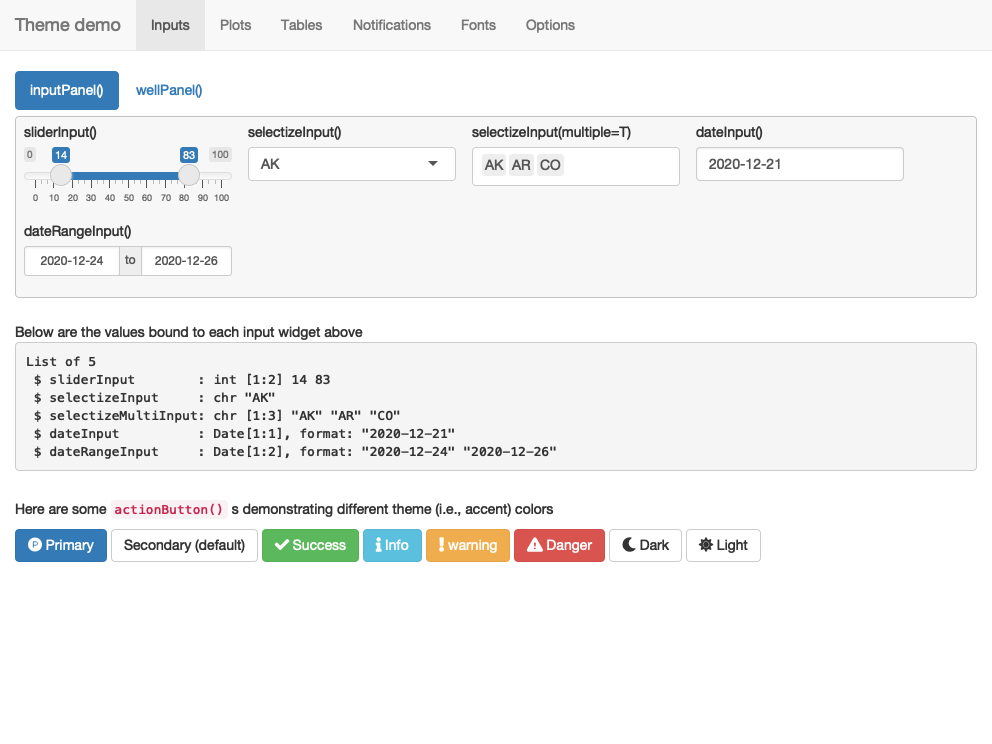 Theme demo Inputs Plots Tables Notifications Fonts Options
inputPanel() wellPanel()
sliderInput() selectizeInput() selectizeInput(multiple=T) dateInput()
0 14 83 100 AK AK AR CO 2020-12-21
0 10 20 30 40 50 60 70 80 90 100
dateRangeInput()
2020-12-24 to 2020-12-26
Below are the values bound to each input widget above
List of 5
 $ sliderInput        : int [1:2] 14 83
 $ selectizeInput     : chr "AK"
 $ selectizeMultiInput: chr [1:3] "AK" "AR" "CO"
 $ dateInput          : Date[1:1], format: "2020-12-21"
 $ dateRangeInput     : Date[1:2], format: "2020-12-24" "2020-12-26"
Here are some actionButton() s demonstrating different theme (i.e., accent) colors
P Primary Secondary (default) Success Info warning Danger Dark Light